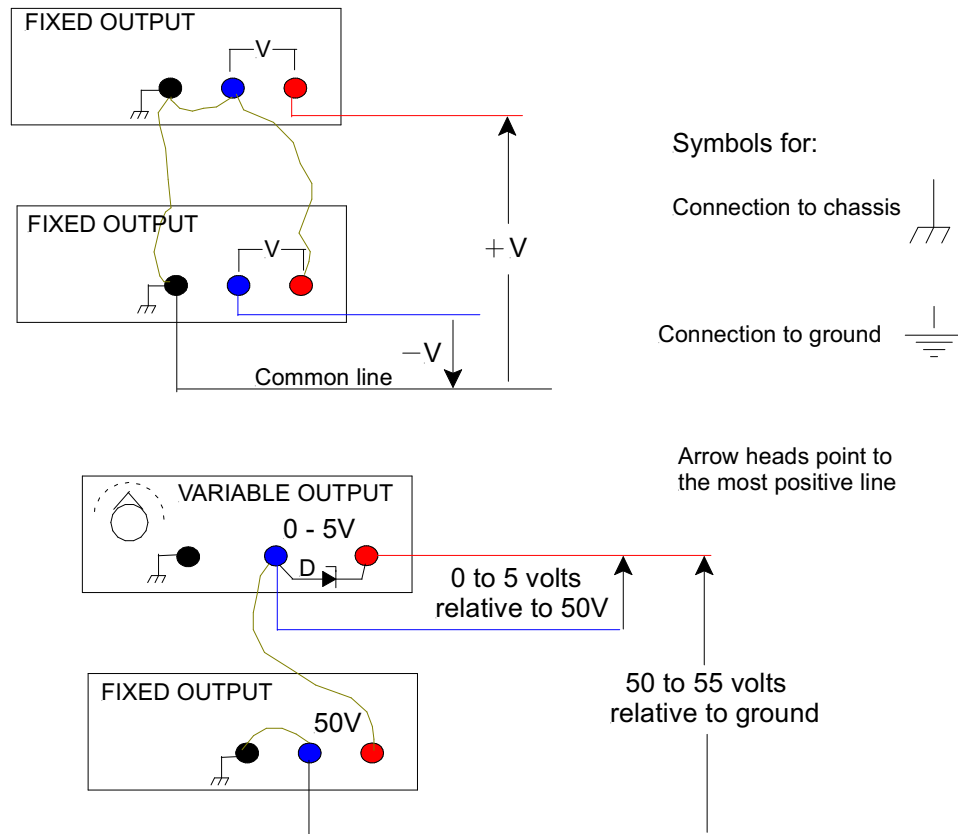 FIXED OUTPUT
V
FIXED OUTPUT
V
+V
−V
Common line
Symbols for:
Connection to chassis
Connection to ground
Arrow heads point to
the most positive line
VARIABLE OUTPUT
0 - 5V
D
0 to 5 volts
relative to 50V
FIXED OUTPUT
50V
50 to 55 volts
relative to ground